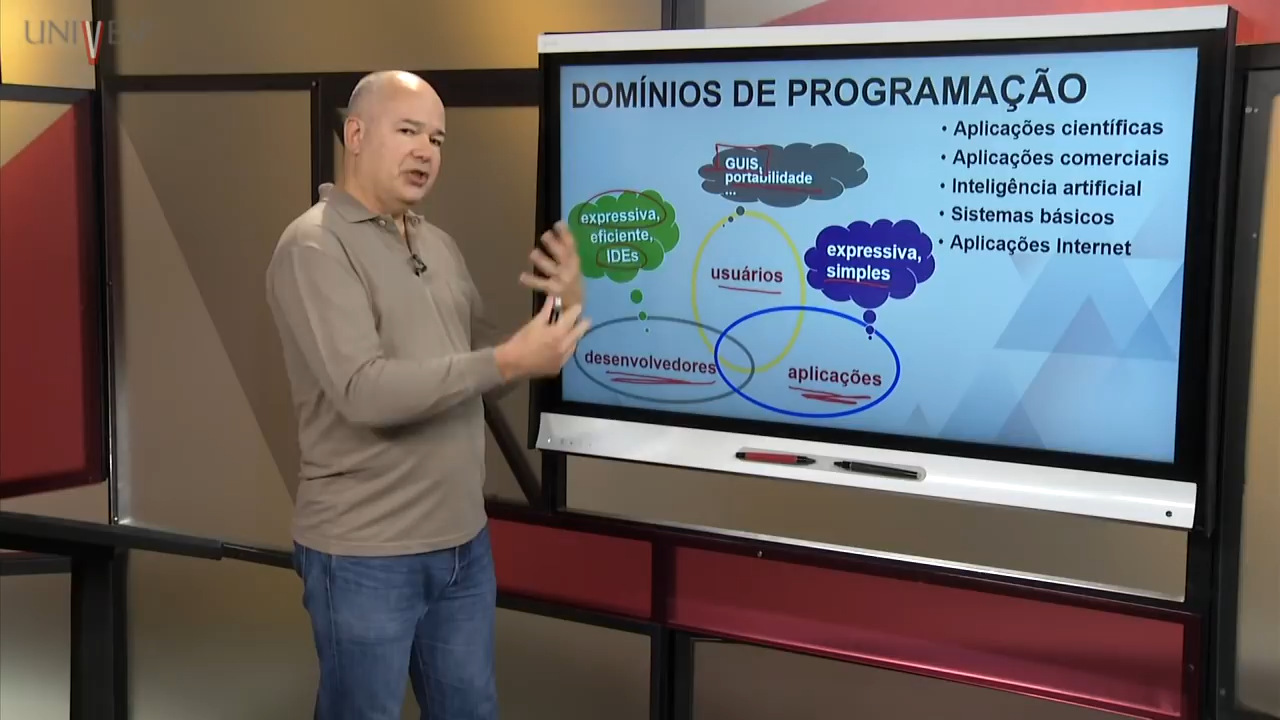 UNIVESP
DOMÍNIOS DE PROGRAMAÇÃO
• Aplicações científicas
• Aplicações comerciais
• Inteligência artificial
• Sistemas básicos
• Aplicações Internet
GUIS,
portabilidade
...
expressiva,
eficiente,
IDEs
usuários
expressiva,
simples
desenvolvedores
aplicações